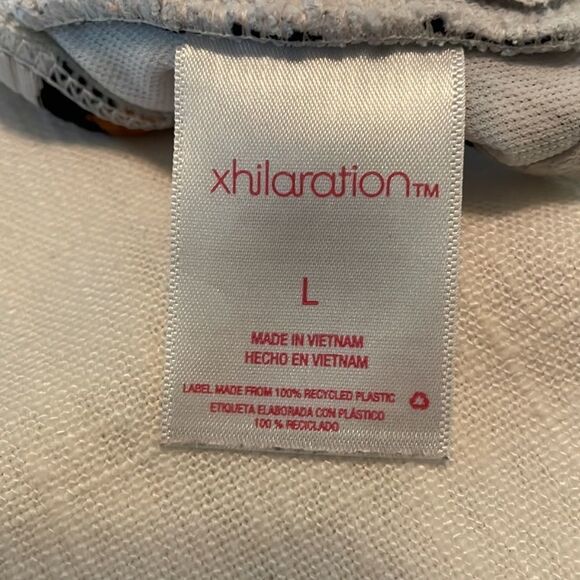 xhilaration™
L
MADE IN VIETNAM
HECHO EN VIETNAM
LABEL MADE FROM 100% RECYCLED PLASTIC
ETIQUETA ELABORADA CON PLÁSTICO
100 % RECICLADO